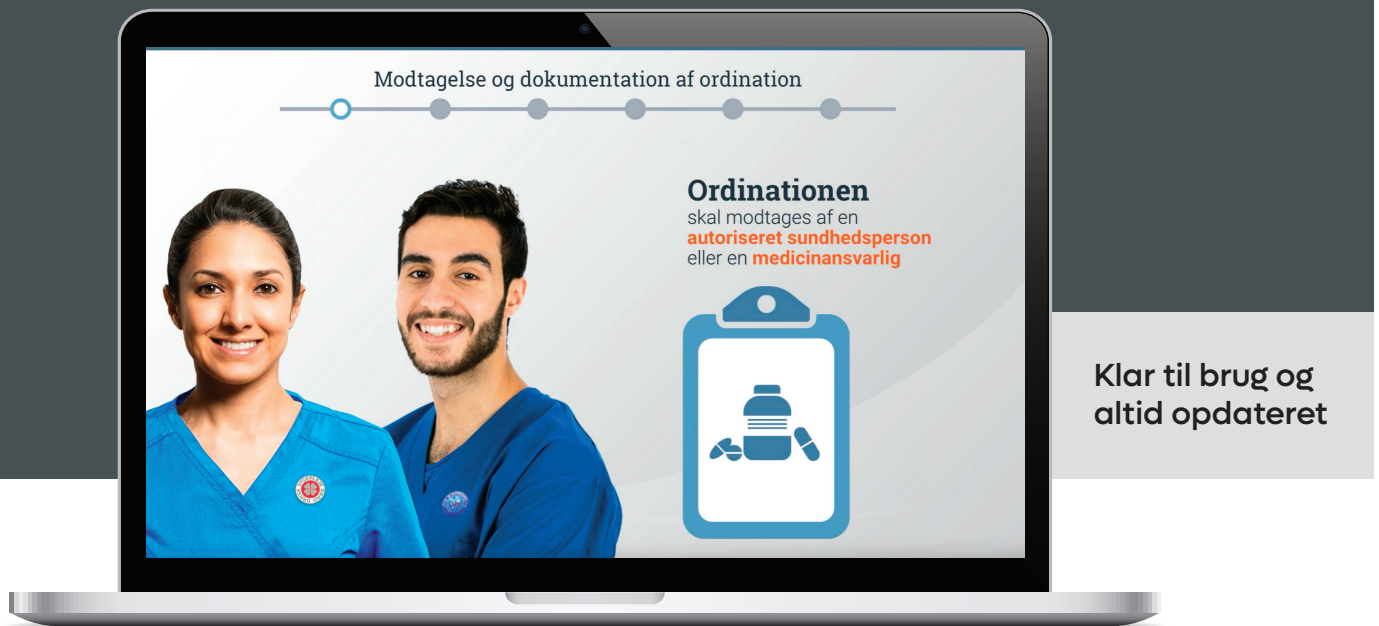 Modtagelse og dokumentation af ordination
Ordinationen
skal modtages af en
autoriseret sundhedsperson
eller en medicinansvarlig
Klar til brug og
altid opdateret